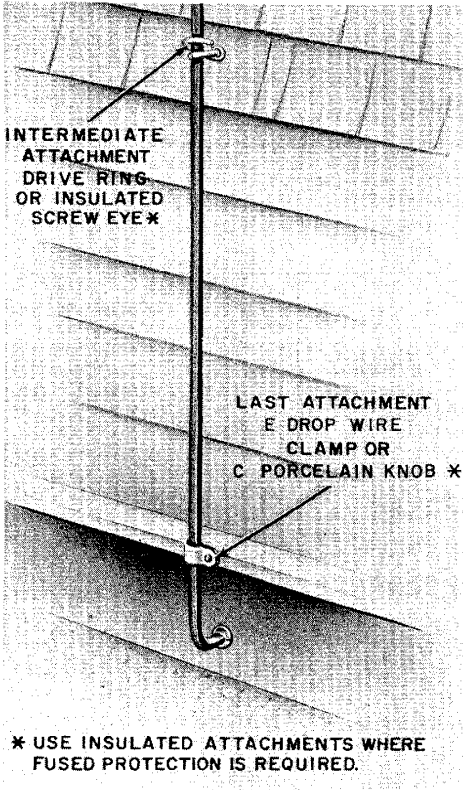 INTERMEDIATE
ATTACHMENT
DRIVE RING
OR INSULATED
SCREW EYE*
LAST ATTACHMENT
E DROP WIRE
CLAMP OR
C PORCELAIN KNOB *
* USE INSULATED ATTACHMENTS WHERE
FUSED PROTECTION IS REQUIRED.